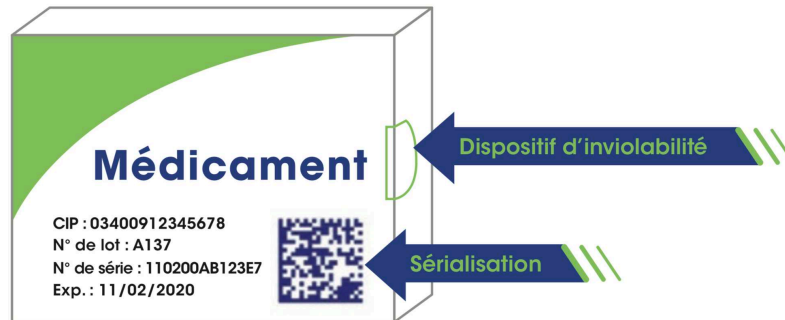 Médicament
Dispositif d'inviolabilité
CIP : 03400912345678
N° de lot : A137
N° de série : 110200AB123E7
Exp. : 11/02/2020
Sérialisation